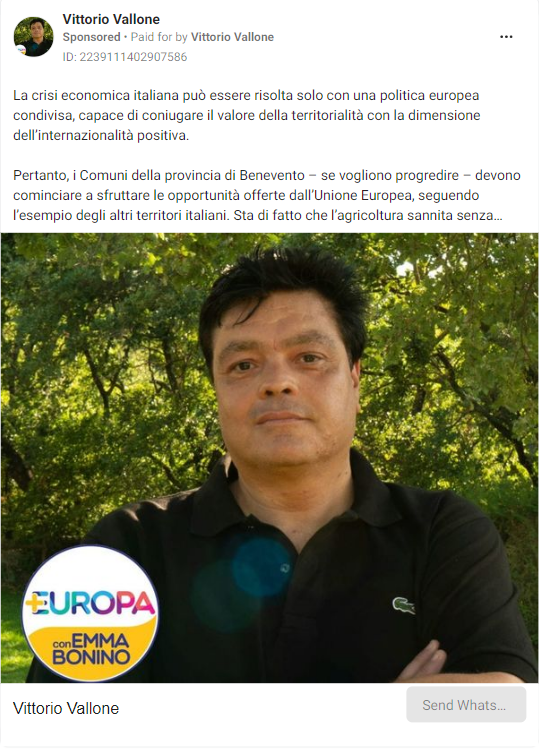 Vittorio Vallone
Sponsored • Paid for by Vittorio Vallone
ID: 2239111402907586
La crisi economica italiana può essere risolta solo con una politica europea
condivisa, capace di coniugare il valore della territorialità con la dimensione
dell'internazionalità positiva.
Pertanto, i Comuni della provincia di Benevento – se vogliono progredire – devono
cominciare a sfruttare le opportunità offerte dall'Unione Europea, seguendo
l'esempio degli altri territori italiani. Sta di fatto che l'agricoltura sannita senza...
+EUROPA
con EMMA
BONINO
Vittorio Vallone
Send Whats...